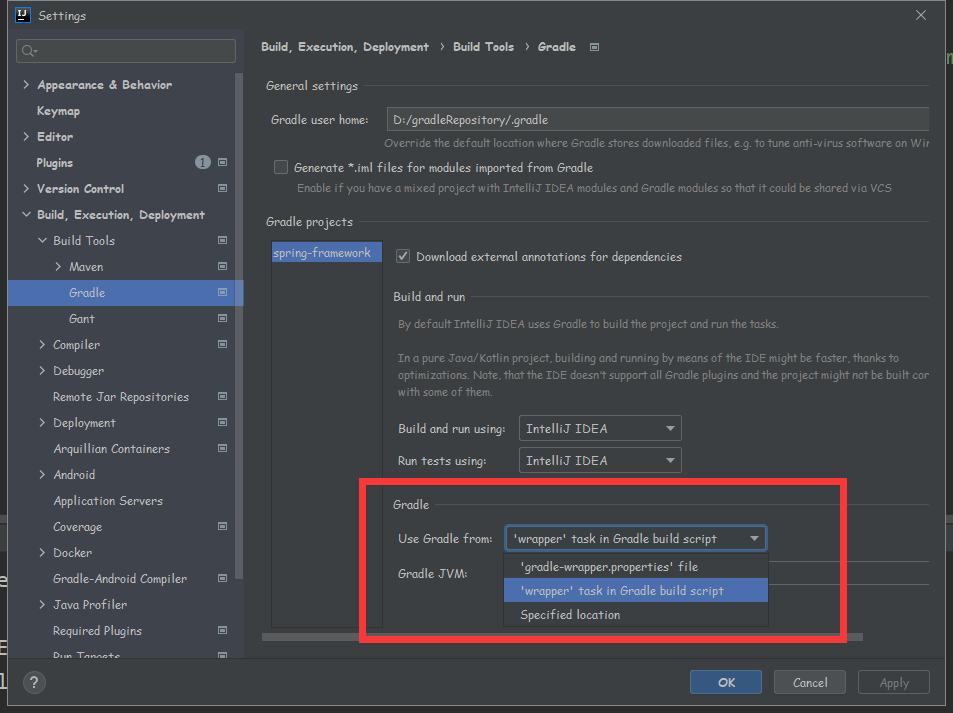 Settings
Build, Execution, Deployment › Build Tools › Gradle
Appearance & Behavior
Keymap
Editor
Plugins 1
Version Control
Build, Execution, Deployment
Build Tools
Maven
Gradle
Gant
Compiler
Debugger
Remote Jar Repositories
Deployment
Arquillian Containers
Android
Application Servers
Coverage
Docker
Gradle-Android Compiler
Java Profiler
Required Plugins
Run Targets
General settings
Gradle user home: D:/gradleRepository/.gradle
Override the default location where Gradle stores downloaded files, e.g. to tune anti-virus software on Wir
Generate *.iml files for modules imported from Gradle
Enable if you have a mixed project with IntelliJ IDEA modules and Gradle modules so that it could be shared via VCS
Gradle projects
spring-framework
Download external annotations for dependencies
Build and run
By default IntelliJ IDEA uses Gradle to build the project and run the tasks.
In a pure Java/Kotlin project, building and running by means of the IDE might be faster, thanks to
optimizations. Note, that the IDE doesn't support all Gradle plugins and the project might not be built cor
with some of them.
Build and run using: IntelliJ IDEA
Run tests using: IntelliJ IDEA
Gradle
Use Gradle from: 'wrapper' task in Gradle build script
'gradle-wrapper.properties' file
Gradle JVM:
'wrapper' task in Gradle build script
Specified location
? OK Cancel Apply